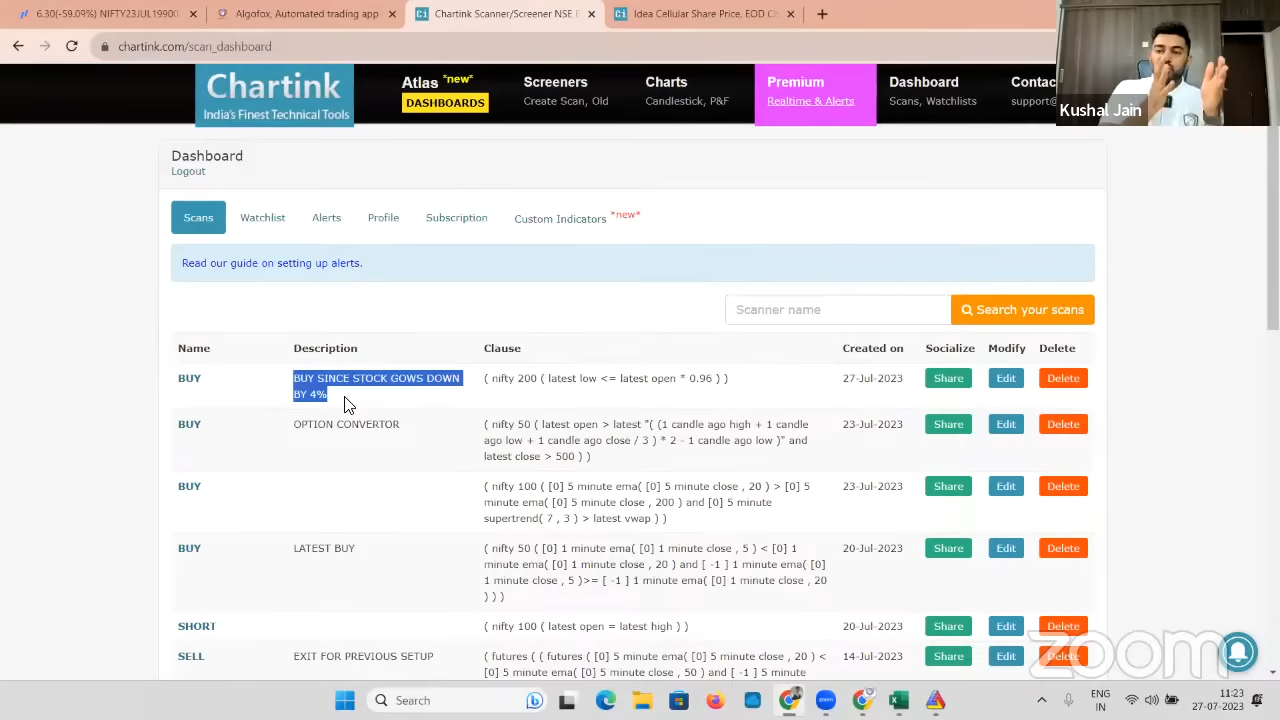 6.30(-59.09%) NIFTY23JUL19900
Algofox, Automated trading app
Chartink Scanner/Screener NSE E
Idea Cellular Share Price, EOD Ch
chartink.com/scan_dashboard
Chartink
India's Finest Technical Tools
Atlas *new*
DASHBOARDS
Screeners
Create Scan, Old
Charts
Candlestick, P&F
Premium
Realtime & Alerts
Dashboard
Scans, Watchlists
Contac
support@
Kushal Jain
Dashboard
Logout
Scans Watchlist Alerts Profile Subscription Custom Indicators *new*
Read our guide on setting up alerts.
Scanner name Search your scans
Name Description Clause Created on Socialize Modify Delete
BUY BUY SINCE STOCK GOWS DOWN ( nifty 200 ( latest low <= latest open * 0.96 ) ) 27-Jul-2023 Share Edit Delete
BY 4%
BUY OPTION CONVERTOR ( nifty 50 ( latest open > latest "( (1 candle ago high + 1 candle 23-Jul-2023 Share Edit Delete
ago low + 1 candle ago close / 3 ) * 2 - 1 candle ago low )" and
latest close > 500 ) )
BUY ( nifty 100 ( [0] 5 minute ema( [0] 5 minute close , 20 ) > [0] 5 23-Jul-2023 Share Edit Delete
minute ema( [0] 5 minute close , 200 ) and [0] 5 minute
supertrend( 7 , 3 ) > latest vwap ) )
BUY LATEST BUY ( nifty 50 ( [0] 1 minute ema( [0] 1 minute close , 5 ) < [0] 1 20-Jul-2023 Share Edit Delete
minute ema( [0] 1 minute close , 20 ) and [ -1 ] 1 minute ema( [0]
1 minute close , 5 )>= [ -1 ] 1 minute ema( [0] 1 minute close , 20
) ) )
SHORT ( nifty 100 ( latest open = latest high ) ) 20-Jul-2023 Share Edit Delete
SELL EXIT FOR PREVIOUS SETUP ( futures ( ( futures ( [0] 5 minute ema( [0] 5 minute close , 20 ) < 14-Jul-2023 Share Edit Delete
[0] 5 minute ema( [0] 5 minute close , 50 ) and [ -1 ] 5 minute
zoom
Search
ENG
IN
11:23
27-07-2023